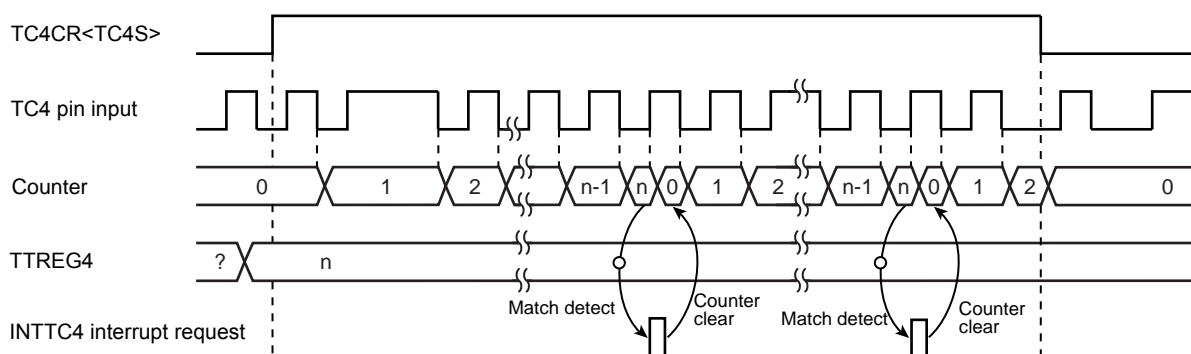 TC4CR<TC4S>
TC4 pin input
Counter
0 1 2 n-1 n 0 1 2 n-1 n 0 1 2 0
TTREG4
? n
Match detect Counter clear Match detect Counter clear
INTTC4 interrupt request